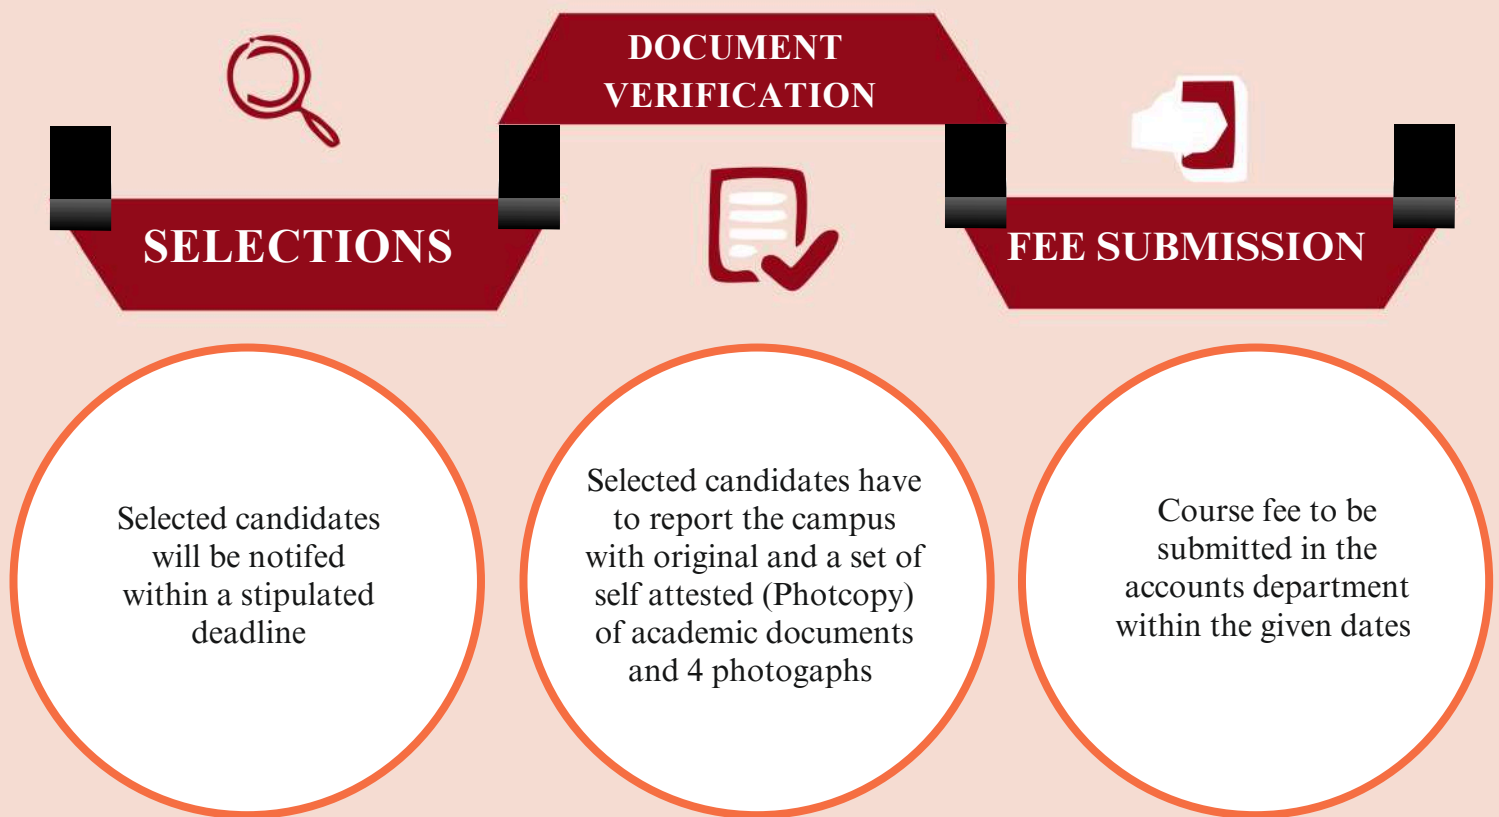 DOCUMENT
VERIFICATION
SELECTIONS
FEE SUBMISSION
Selected candidates
will be notifed
within a stipulated
deadline
Selected candidates have
to report the campus
with original and a set of
self attested (Photcopy)
of academic documents
and 4 photogaphs
Course fee to be
submitted in the
accounts department
within the given dates